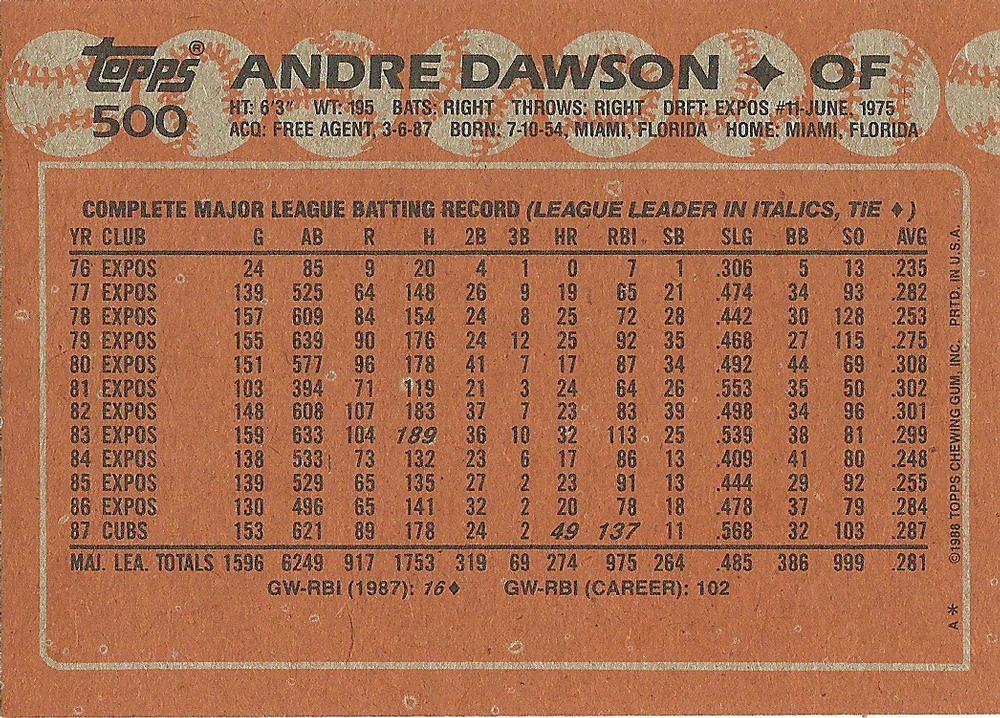 topps® ANDRE DAWSON ✦ OF
500
HT: 6'3" WT: 195 BATS: RIGHT THROWS: RIGHT DRFT: EXPOS #11-JUNE, 1975
ACQ: FREE AGENT, 3-6-87 BORN: 7-10-54, MIAMI, FLORIDA HOME: MIAMI, FLORIDA
COMPLETE MAJOR LEAGUE BATTING RECORD (LEAGUE LEADER IN ITALICS, TIE ♦)
YR CLUB G AB R H 2B 3B HR RBI SB SLG BB SO AVG
76 EXPOS 24 85 9 20 4 1 0 7 1 .306 5 13 .235
77 EXPOS 139 525 64 148 26 9 19 65 21 .474 34 93 .282
78 EXPOS 157 609 84 154 24 8 25 72 28 .442 30 128 .253
79 EXPOS 155 639 90 176 24 12 25 92 35 .468 27 115 .275
80 EXPOS 151 577 96 178 41 7 17 87 34 .492 44 69 .308
81 EXPOS 103 394 71 119 21 3 24 64 26 .553 35 50 .302
82 EXPOS 148 608 107 183 37 7 23 83 39 .498 34 96 .301
83 EXPOS 159 633 104 189 36 10 32 113 25 .539 38 81 .299
84 EXPOS 138 533 73 132 23 6 17 86 13 .409 41 80 .248
85 EXPOS 139 529 65 135 27 2 23 91 13 .444 29 92 .255
86 EXPOS 130 496 65 141 32 2 20 78 18 .478 37 79 .284
87 CUBS 153 621 89 178 24 2 49 137 11 .568 32 103 .287
MAJ. LEA. TOTALS 1596 6249 917 1753 319 69 274 975 264 .485 386 999 .281
GW-RBI (1987): 16♦ GW-RBI (CAREER): 102
A * ©1988 TOPPS CHEWING GUM, INC. PRTD. IN U.S.A.